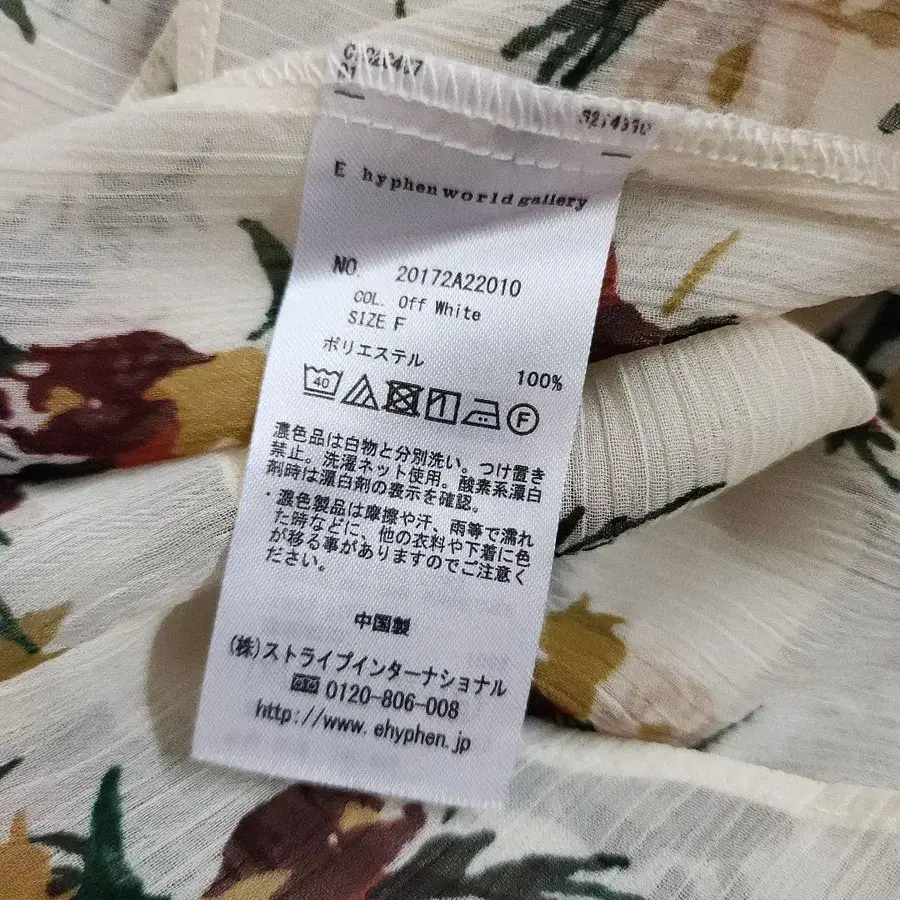 E hyphen world gallery
NO. 20172A22010
COL. Off White
SIZE F
ポリエステル 100%
40 F
濃色品は白物と分別洗い。つけ置き
禁止。洗濯ネット使用。酸素系漂白
剤時は漂白剤の表示を確認。
・濃色製品は摩擦や汗、雨等で濡れ
た時などに、他の衣料や下着に色
が移る事がありますのでご注意く
ださい。
中国製
(株)ストライプインターナショナル
0120-806-008
http://www.ehyphen.jp